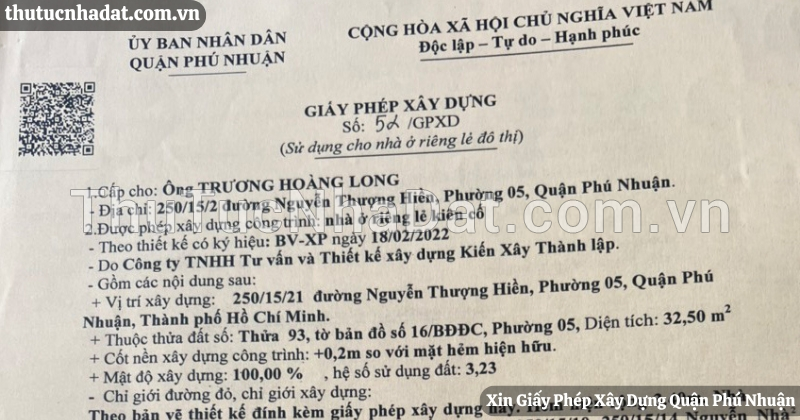 thutucnhadat.com.vn
ỦY BAN NHÂN DÂN
QUẬN PHÚ NHUẬN
CỘNG HÒA XÃ HỘI CHỦ NGHĨA VIỆT NAM
Độc lập – Tự do – Hạnh phúc
GIẤY PHÉP XÂY DỰNG
Số: 52 /GPXD
(Sử dụng cho nhà ở riêng lẻ đô thị)
1.Cấp cho: Ông TRƯƠNG HOÀNG LONG
- Địa chỉ: 250/15/2 đường Nguyễn Thượng Hiền, Phường 05, Quận Phú Nhuận.
2.Được phép xây dựng công trình: nhà ở riêng lẻ kiên cố
- Theo thiết kế có ký hiệu: BV-XP ngày 18/02/2022
- Do Công ty TNHH Tư vấn và Thiết kế xây dựng Kiến Xây Thành lập.
- Gồm các nội dung sau:
+ Vị trí xây dựng: 250/15/21 đường Nguyễn Thượng Hiền, Phường 05, Quận Phú
Nhuận, Thành phố Hồ Chí Minh.
+ Thuộc thửa đất số: Thửa 93, tờ bản đồ số 16/BĐĐC, Phường 05, Diện tích: 32,50 m²
+ Cốt nền xây dựng công trình: +0,2m so với mặt hẻm hiện hữu.
+ Mật độ xây dựng: 100,00 % , hệ số sử dụng đất: 3,23
- Chỉ giới đường đỏ, chỉ giới xây dựng:
Theo bản vẽ thiết kế đính kèm giấy phép xây dựng này.
ThuTucNhaDat.com.vn
Xin Giấy Phép Xây Dựng Quận Phú Nhuận